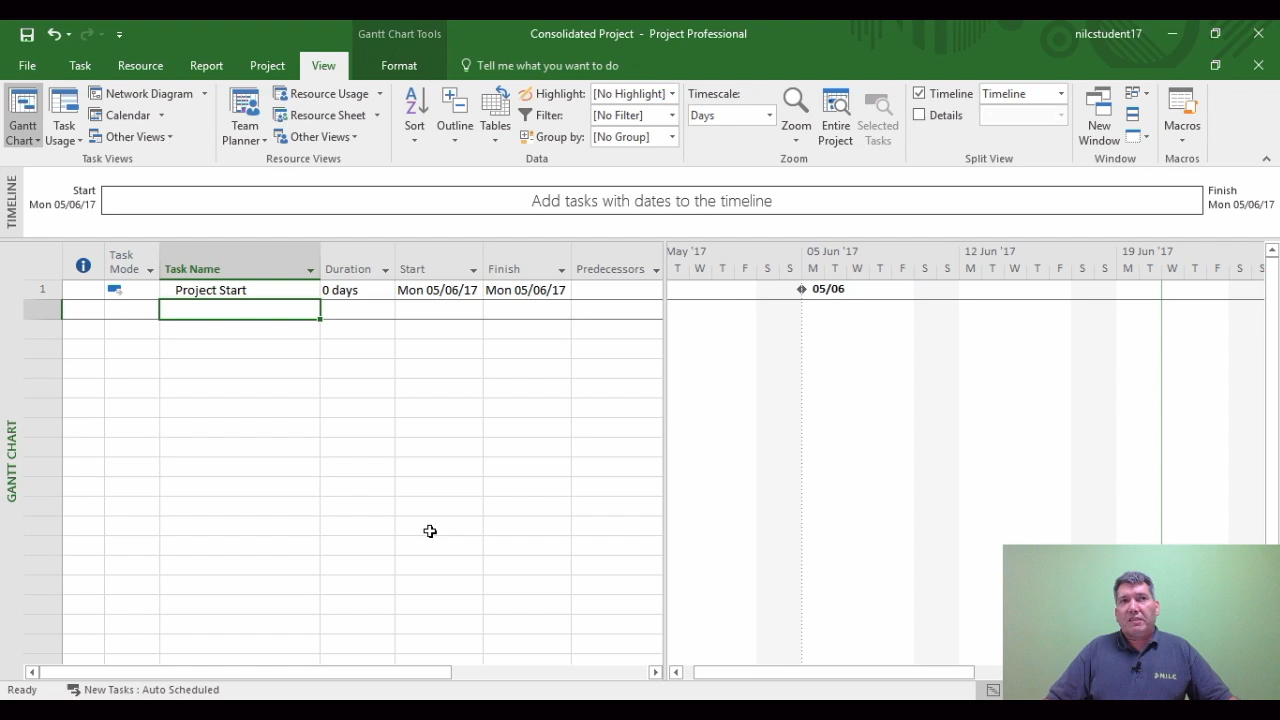 Gantt Chart Tools
Consolidated Project - Project Professional
nilcstudent17
File Task Resource Report Project View Format Tell me what you want to do
Gantt Chart
Task Usage
Network Diagram
Calendar
Other Views
Task Views
Team Planner
Resource Usage
Resource Sheet
Other Views
Resource Views
A Z
Sort
Outline
Tables
Highlight: [No Highlight]
Filter: [No Filter]
Group by: [No Group]
Data
Timescale:
Days
Zoom
Entire Project
Selected Tasks
Zoom
Timeline Timeline
Details
Split View
New Window
Window
Macros
Macros
TIMELINE
Start
Mon 05/06/17
Add tasks with dates to the timeline
Finish
Mon 05/06/17
Task Mode Task Name Duration Start Finish Predecessors
May '17 05 Jun '17 12 Jun '17 19 Jun '17
T W T F S S M T W T F S S M T W T F S S M T W T F S S
1 Project Start 0 days Mon 05/06/17 Mon 05/06/17
05/06
GANTT CHART
NILC
Ready New Tasks : Auto Scheduled